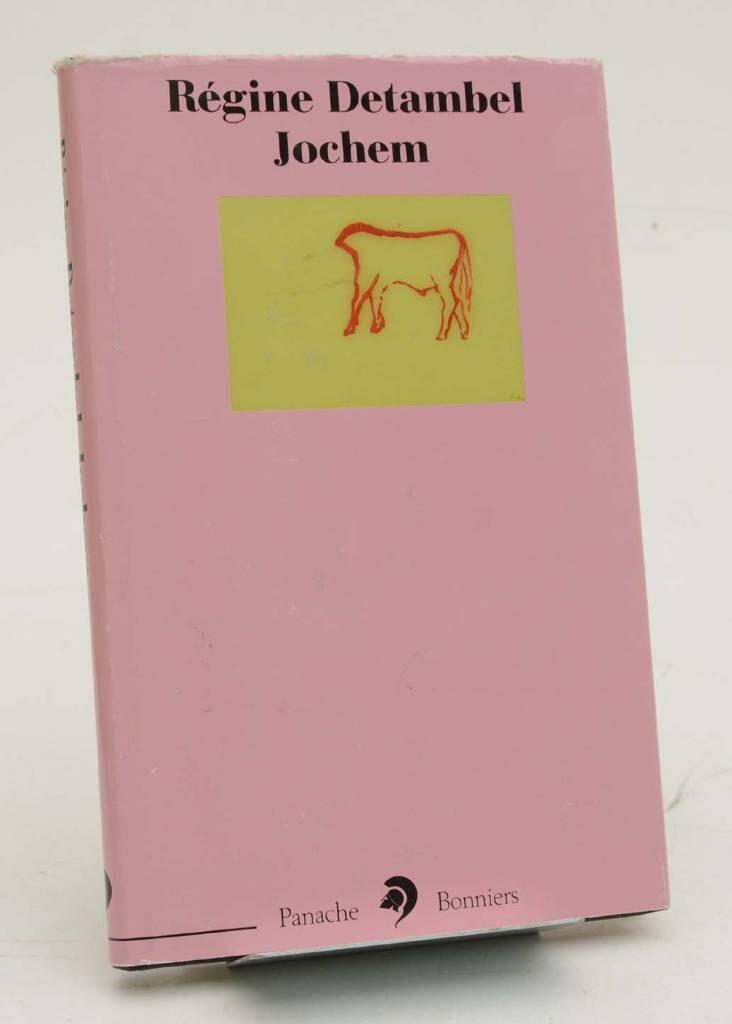 Régine Detambel
Jochem
Panache Bonniers